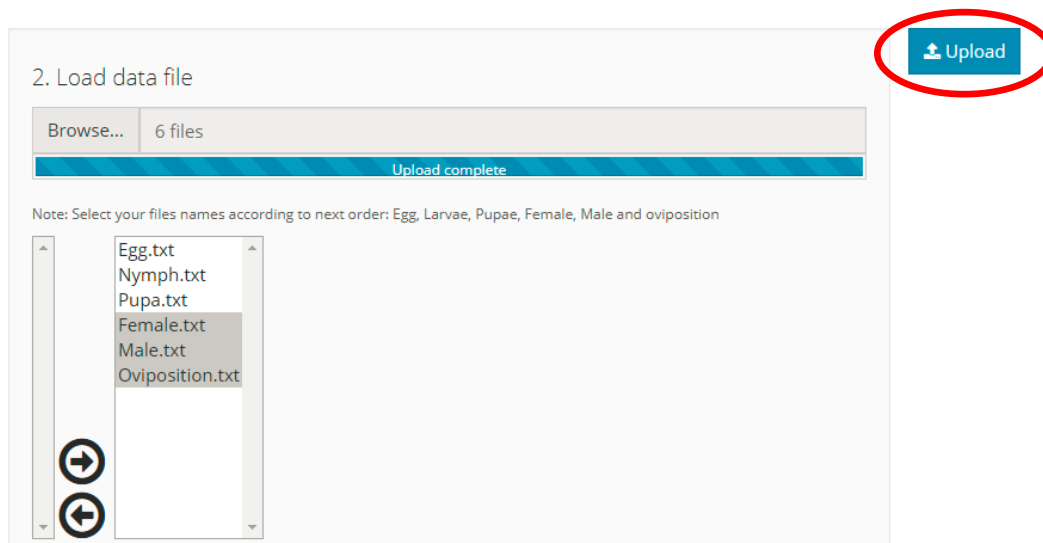 Upload
2. Load data file
Browse... 6 files
Upload complete
Note: Select your files names according to next order: Egg, Larvae, Pupae, Female, Male and oviposition
Egg.txt
Nymph.txt
Pupa.txt
Female.txt
Male.txt
Oviposition.txt